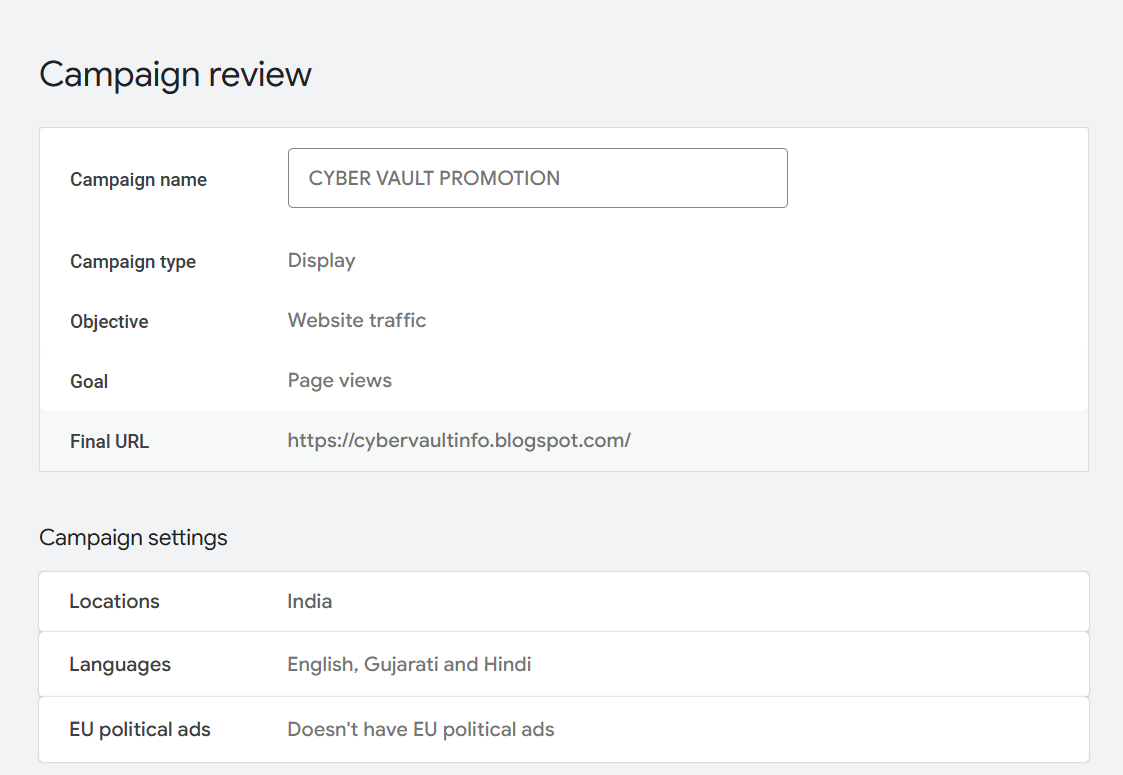 Campaign review
Campaign name CYBER VAULT PROMOTION
Campaign type Display
Objective Website traffic
Goal Page views
Final URL https://cybervaultinfo.blogspot.com/
Campaign settings
Locations India
Languages English, Gujarati and Hindi
EU political ads Doesn't have EU political ads